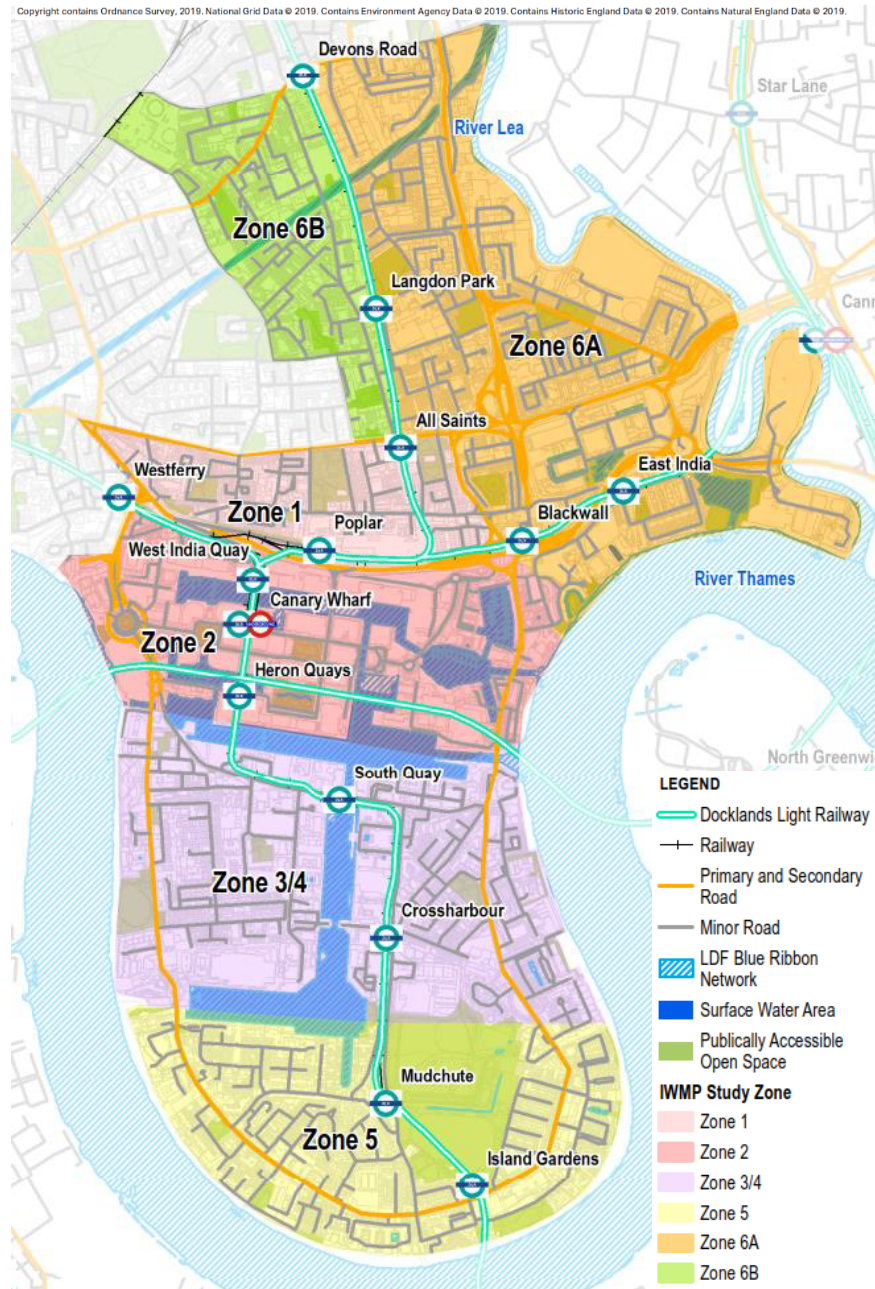 Copyright contains Ordnance Survey, 2019. National Grid Data © 2019. Contains Environment Agency Data © 2019. Contains Historic England Data © 2019. Contains Natural England Data © 2019.
Devons Road
Star Lane
River Lea
Zone 6B
Langdon Park
Cann
Zone 6A
All Saints
East India
Westferry
Zone 1
Blackwall
Poplar
West India Quay
River Thames
Canary Wharf
Zone 2
Heron Quays
North Greenwi
South Quay
Zone 3/4
Crossharbour
Mudchute
Zone 5
Island Gardens
LEGEND
Docklands Light Railway
Railway
Primary and Secondary
Road
Minor Road
LDF Blue Ribbon
Network
Surface Water Area
Publically Accessible
Open Space
IWMP Study Zone
Zone 1
Zone 2
Zone 3/4
Zone 5
Zone 6A
Zone 6B